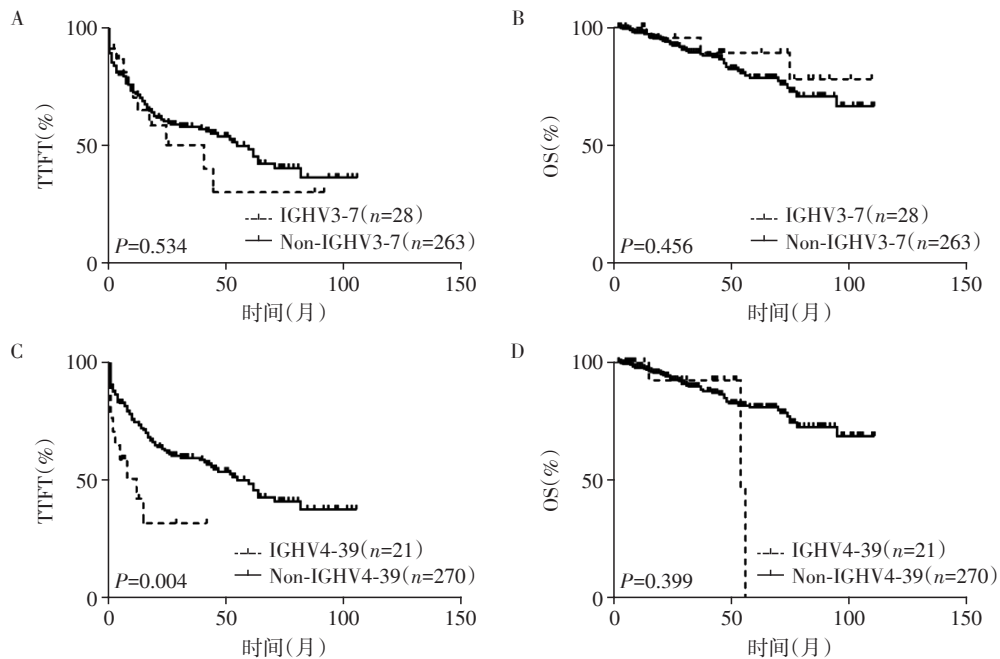 A
100
TTFT(%)
50
IGHV3-7(n=28)
Non-IGHV3-7(n=263)
P=0.534
0
0 50 100 150
时间(月)
B
100
OS(%)
50
IGHV3-7(n=28)
Non-IGHV3-7(n=263)
P=0.456
0
0 50 100 150
时间(月)
C
100
TTFT(%)
50
IGHV4-39(n=21)
Non-IGHV4-39(n=270)
P=0.004
0
0 50 100 150
时间(月)
D
100
OS(%)
50
IGHV4-39(n=21)
Non-IGHV4-39(n=270)
P=0.399
0
0 50 100 150
时间(月)